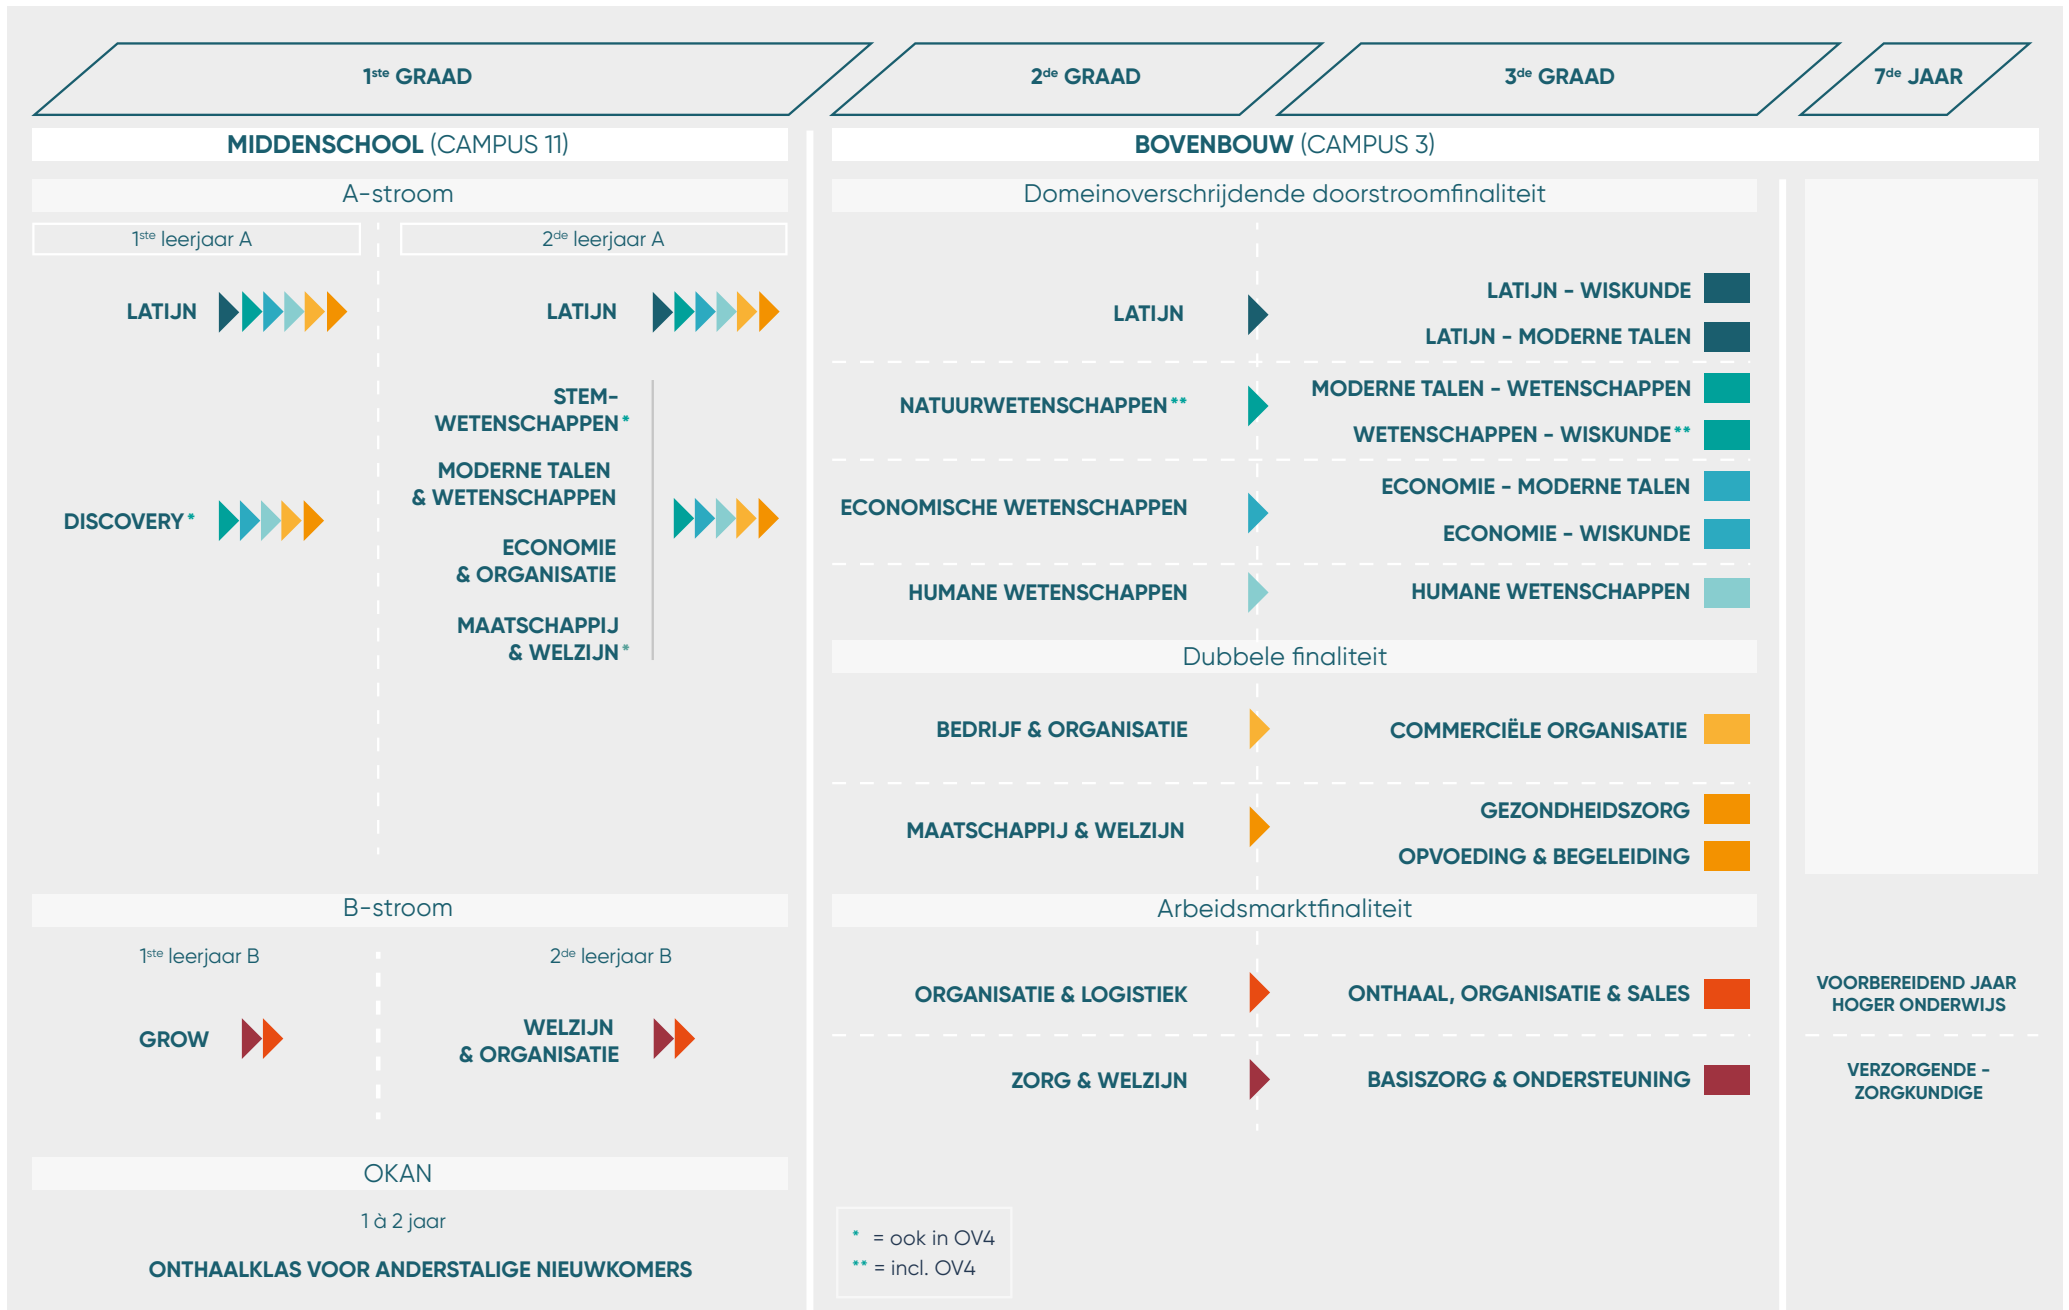 1ste GRAAD
2de GRAAD
3de GRAAD
7de JAAR
MIDDENSCHOOL (CAMPUS 11)
BOVENBOUW (CAMPUS 3)
A-stroom
1ste leerjaar A
2de leerjaar A
LATIJN
LATIJN
STEM-
WETENSCHAPPEN*
MODERNE TALEN
& WETENSCHAPPEN
DISCOVERY*
ECONOMIE
& ORGANISATIE
MAATSCHAPPIJ
& WELZIJN*
B-stroom
1ste leerjaar B
2de leerjaar B
GROW
WELZIJN
& ORGANISATIE
OKAN
1 à 2 jaar
ONTHAALKLAS VOOR ANDERSTALIGE NIEUWKOMERS
Domeinoverschrijdende doorstroomfinaliteit
LATIJN
LATIJN - WISKUNDE
LATIJN - MODERNE TALEN
NATUURWETENSCHAPPEN**
MODERNE TALEN - WETENSCHAPPEN
WETENSCHAPPEN - WISKUNDE**
ECONOMISCHE WETENSCHAPPEN
ECONOMIE - MODERNE TALEN
ECONOMIE - WISKUNDE
HUMANE WETENSCHAPPEN
HUMANE WETENSCHAPPEN
Dubbele finaliteit
BEDRIJF & ORGANISATIE
COMMERCIËLE ORGANISATIE
MAATSCHAPPIJ & WELZIJN
GEZONDHEIDSZORG
OPVOEDING & BEGELEIDING
Arbeidsmarktfinaliteit
ORGANISATIE & LOGISTIEK
ONTHAAL, ORGANISATIE & SALES
VOORBEREIDEND JAAR
HOGER ONDERWIJS
ZORG & WELZIJN
BASISZORG & ONDERSTEUNING
VERZORGENDE -
ZORGKUNDIGE
* = ook in OV4
** = incl. OV4